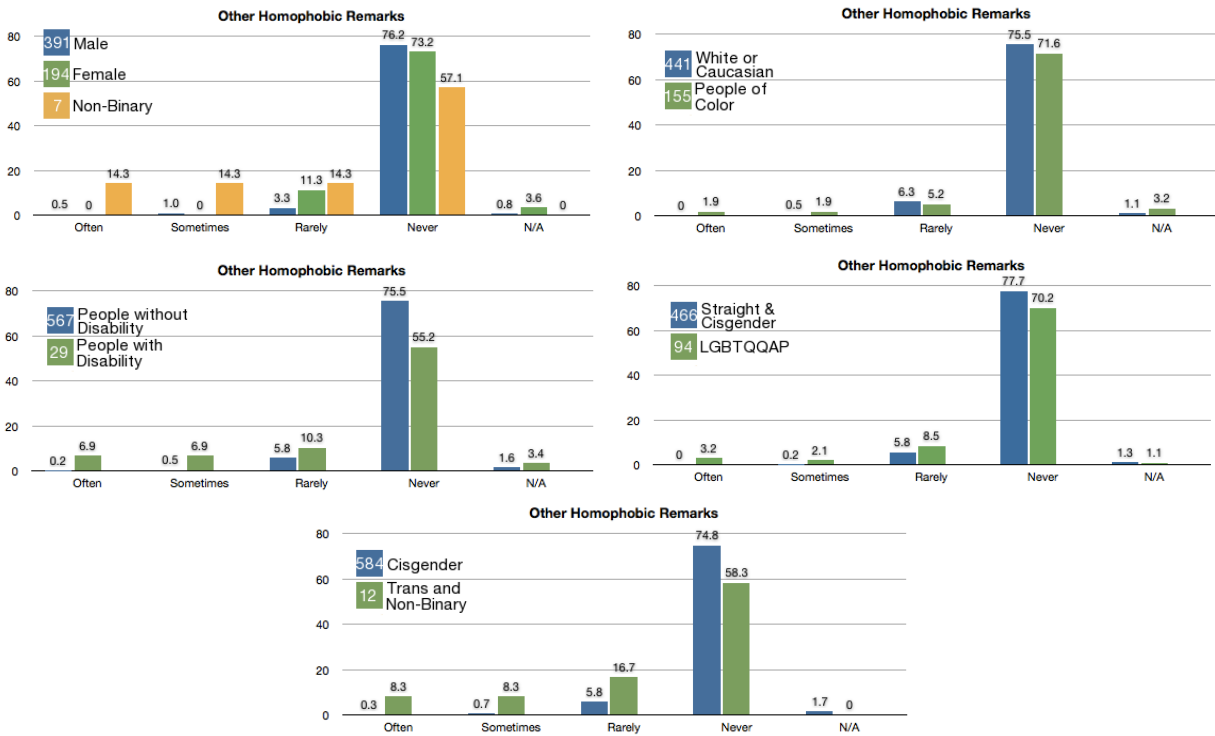 Other Homophobic Remarks
80
60
40
20
0
391 Male
194 Female
7 Non-Binary
0.5 0 14.3
1.0 0 14.3
3.3 11.3 14.3
76.2 73.2 57.1
0.8 3.6 0
Often Sometimes Rarely Never N/A
Other Homophobic Remarks
80
60
40
20
0
441 White or
Caucasian
155 People of
Color
0 1.9
0.5 1.9
6.3 5.2
75.5 71.6
1.1 3.2
Often Sometimes Rarely Never N/A
Other Homophobic Remarks
80
60
40
20
0
567 People without
Disability
29 People with
Disability
0.2 6.9
0.5 6.9
5.8 10.3
75.5 55.2
1.6 3.4
Often Sometimes Rarely Never N/A
Other Homophobic Remarks
80
60
40
20
0
466 Straight &
Cisgender
94 LGBTQQAP
0 3.2
0.2 2.1
5.8 8.5
77.7 70.2
1.3 1.1
Often Sometimes Rarely Never N/A
Other Homophobic Remarks
80
60
40
20
0
584 Cisgender
12 Trans and
Non-Binary
0.3 8.3
0.7 8.3
5.8 16.7
74.8 58.3
1.7 0
Often Sometimes Rarely Never N/A